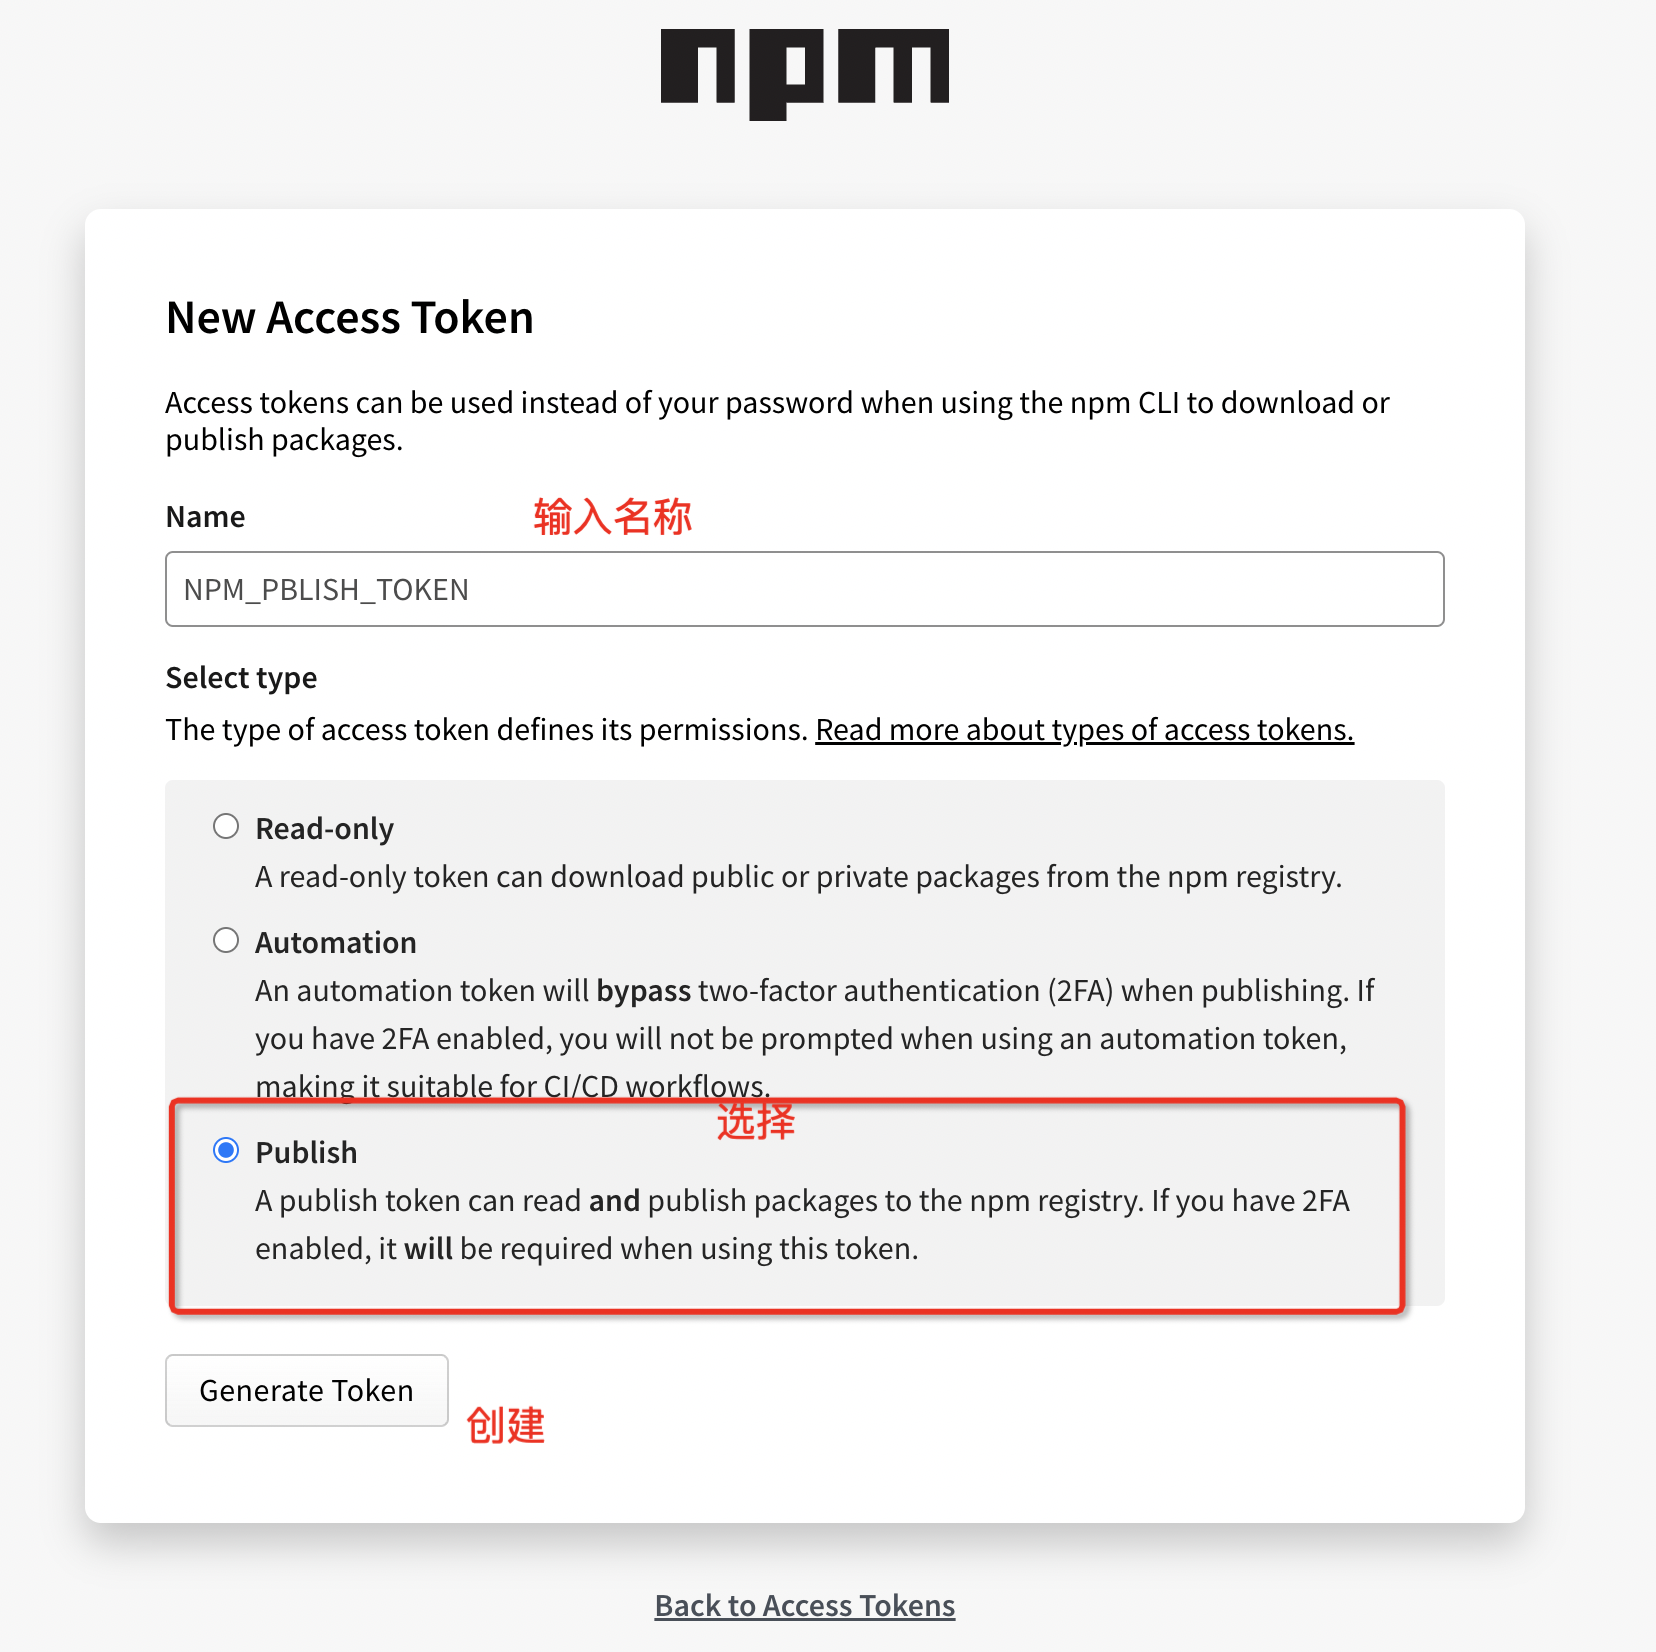 npm
New Access Token
Access tokens can be used instead of your password when using the npm CLI to download or
publish packages.
Name
输入名称
NPM_PBLISH_TOKEN
Select type
The type of access token defines its permissions. Read more about types of access tokens.
Read-only
A read-only token can download public or private packages from the npm registry.
Automation
An automation token will bypass two-factor authentication (2FA) when publishing. If
you have 2FA enabled, you will not be prompted when using an automation token,
making it suitable for CI/CD workflows.
选择
Publish
A publish token can read and publish packages to the npm registry. If you have 2FA
enabled, it will be required when using this token.
Generate Token
创建
Back to Access Tokens